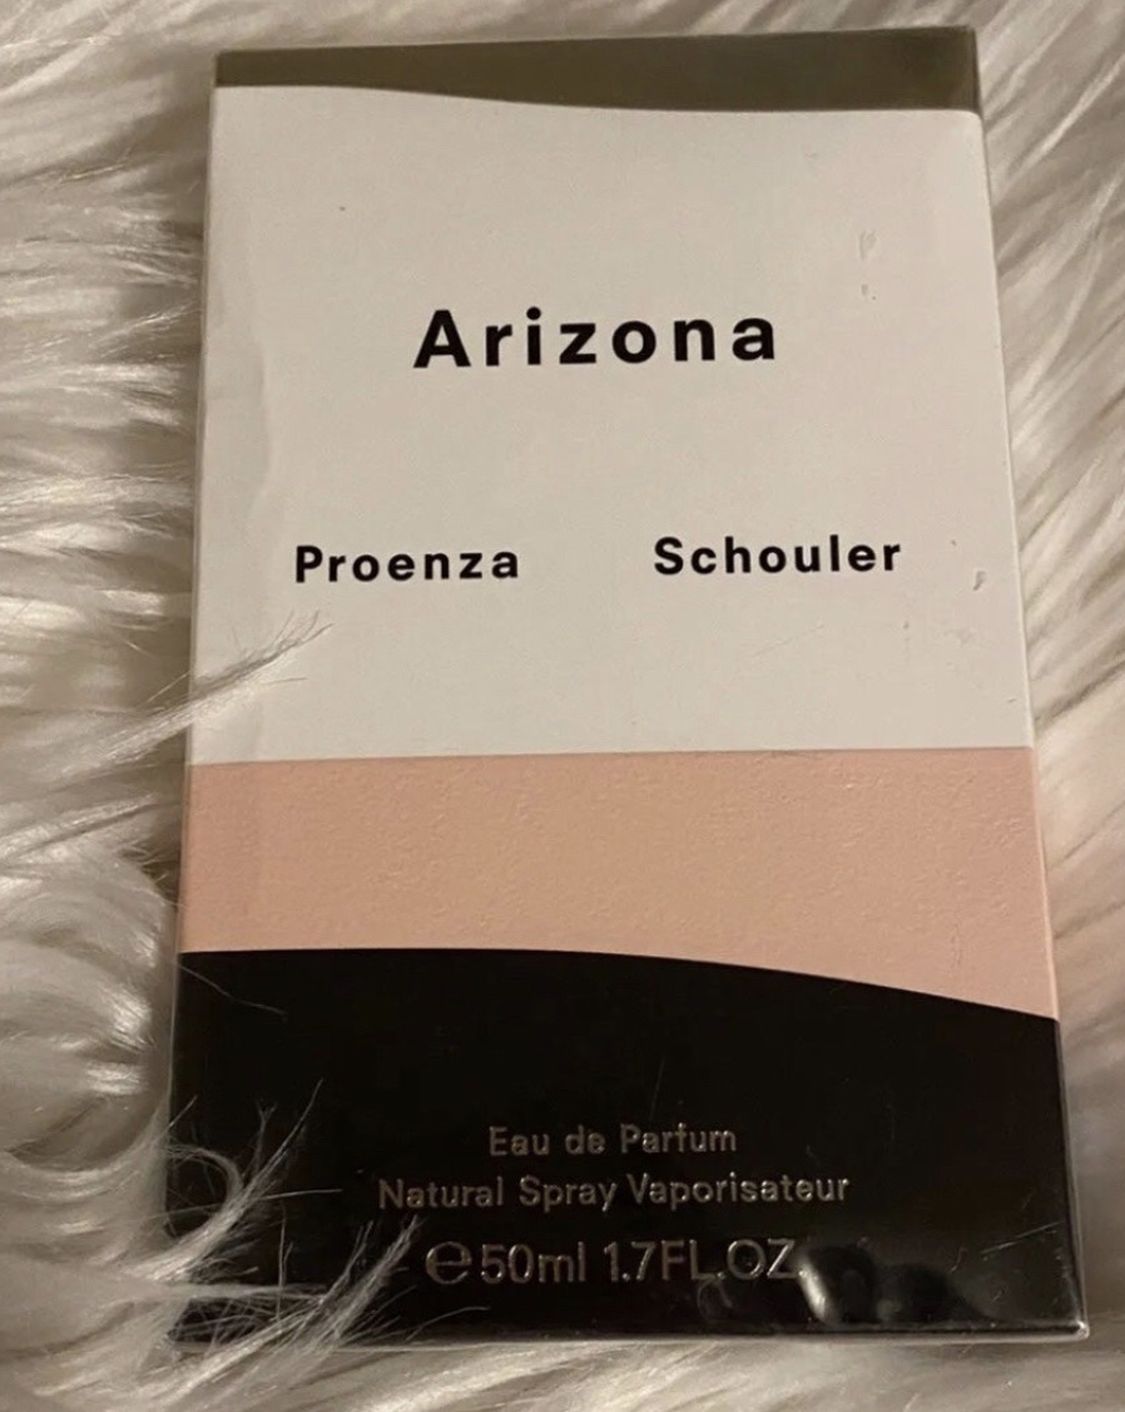 Arizona
Proenza Schouler
Eau de Parfum
Natural Spray Vaporisateur
℮50ml 1.7FL.OZ.